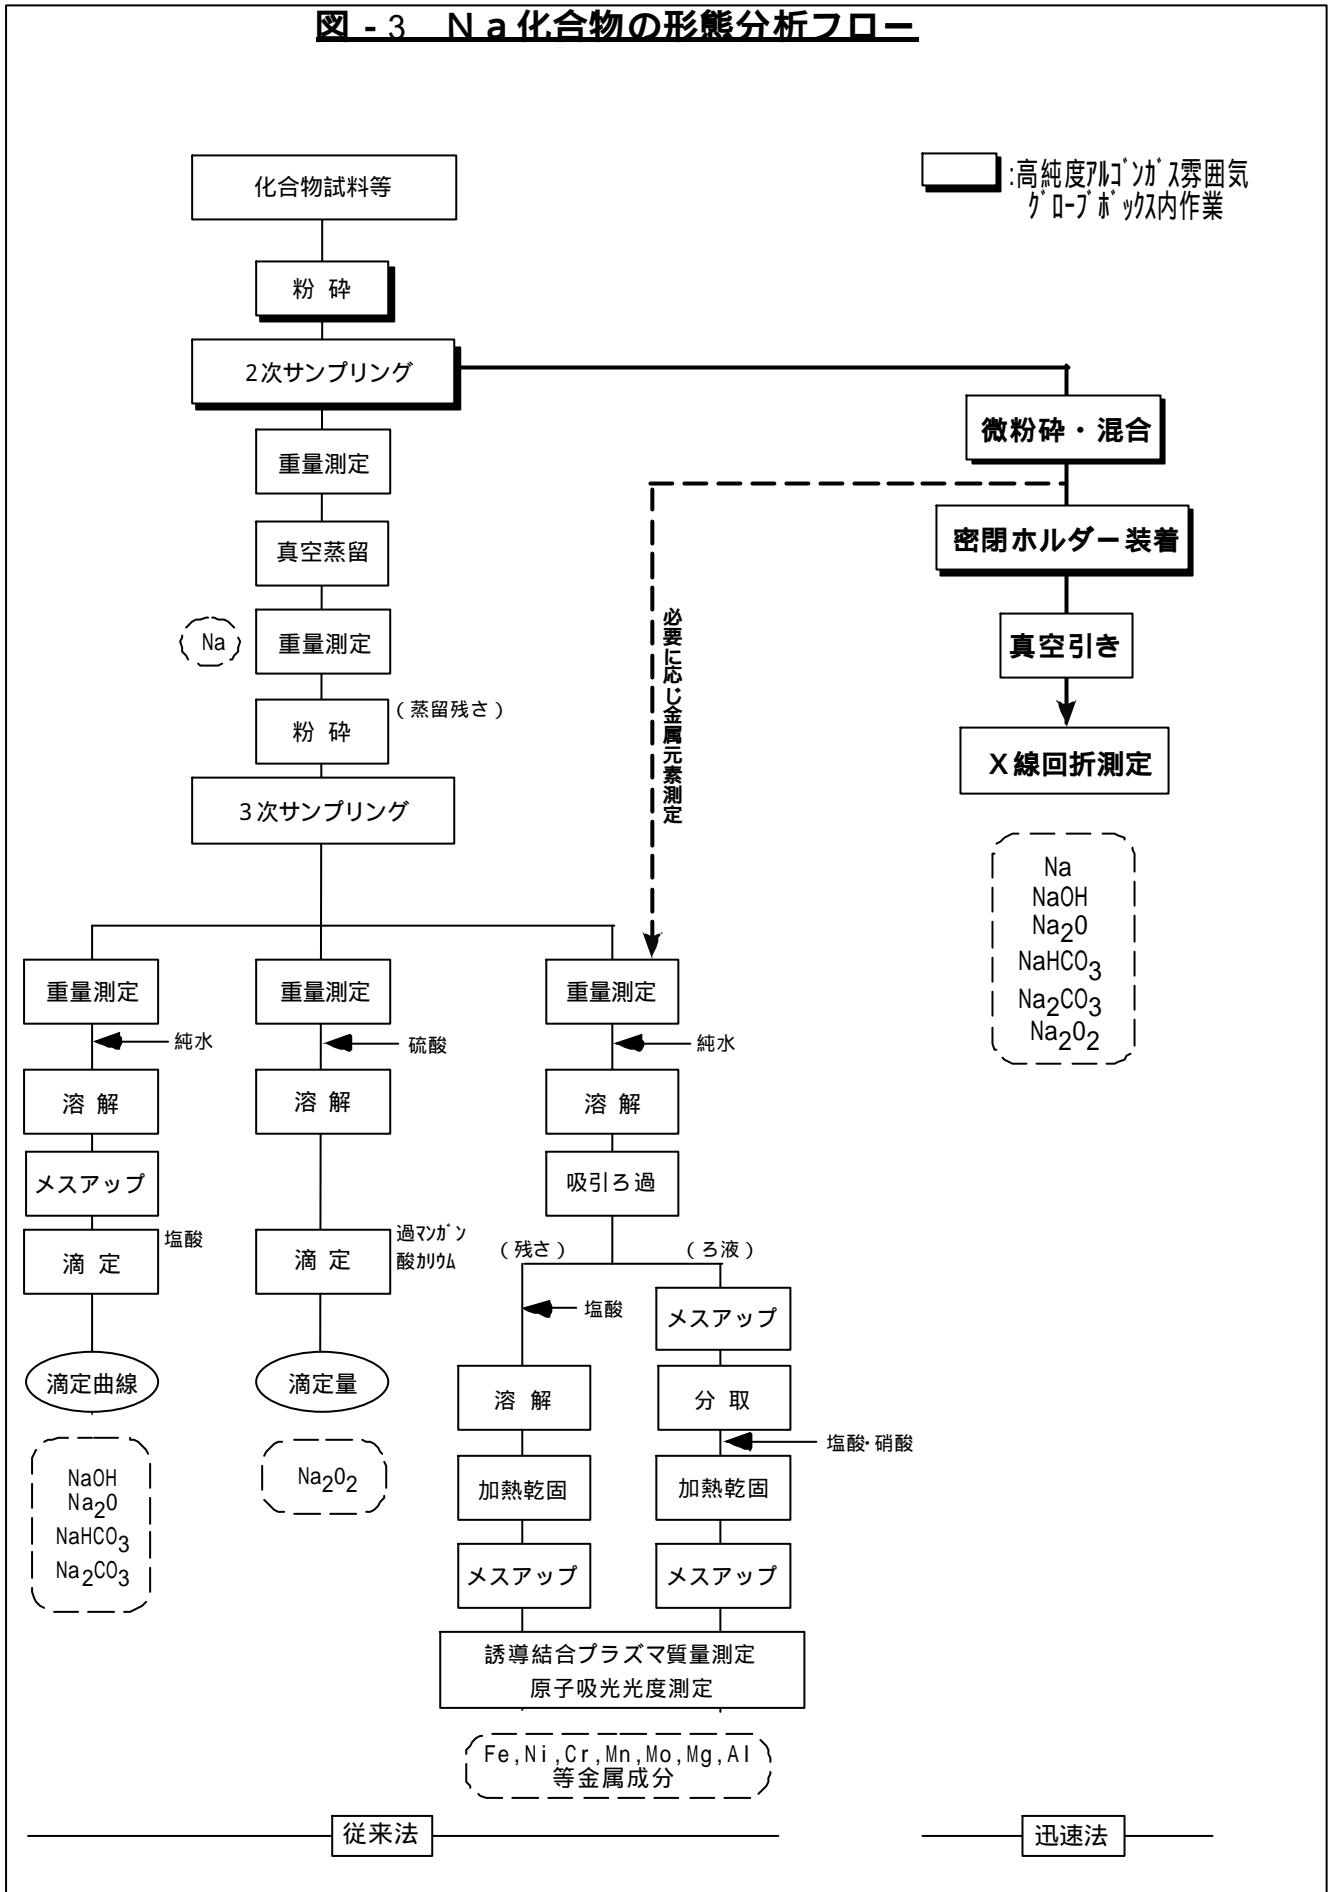 図-3 Ｎａ化合物の形態分析フロー
:高純度ｱﾙｺﾞﾝｶﾞｽ雰囲気
ｸﾞﾛｰﾌﾞﾎﾞｯｸｽ内作業
化合物試料等
粉 砕
2次サンプリング
微粉砕・混合
重量測定
密閉ホルダー装着
真空蒸留
必要に応じ金属元素測定
Na
重量測定
真空引き
(蒸留残さ)
粉 砕
Ｘ線回折測定
3次サンプリング
Na
NaOH
Na2O
NaHCO3
Na2CO3
Na2O2
重量測定
重量測定
重量測定
純水
硫酸
純水
溶 解
溶 解
溶 解
メスアップ
吸引ろ過
塩酸
滴 定
過ﾏﾝｶﾞﾝ
酸ｶﾘｳﾑ
滴 定
(残さ)
(ろ液)
塩酸
メスアップ
滴定曲線
滴定量
溶 解
分 取
塩酸・硝酸
NaOH
Na2O
NaHCO3
Na2CO3
Na2O2
加熱乾固
加熱乾固
メスアップ
メスアップ
誘導結合プラズマ質量測定
原子吸光光度測定
Fe,Ni,Cr,Mn,Mo,Mg,Al
等金属成分
従来法
迅速法